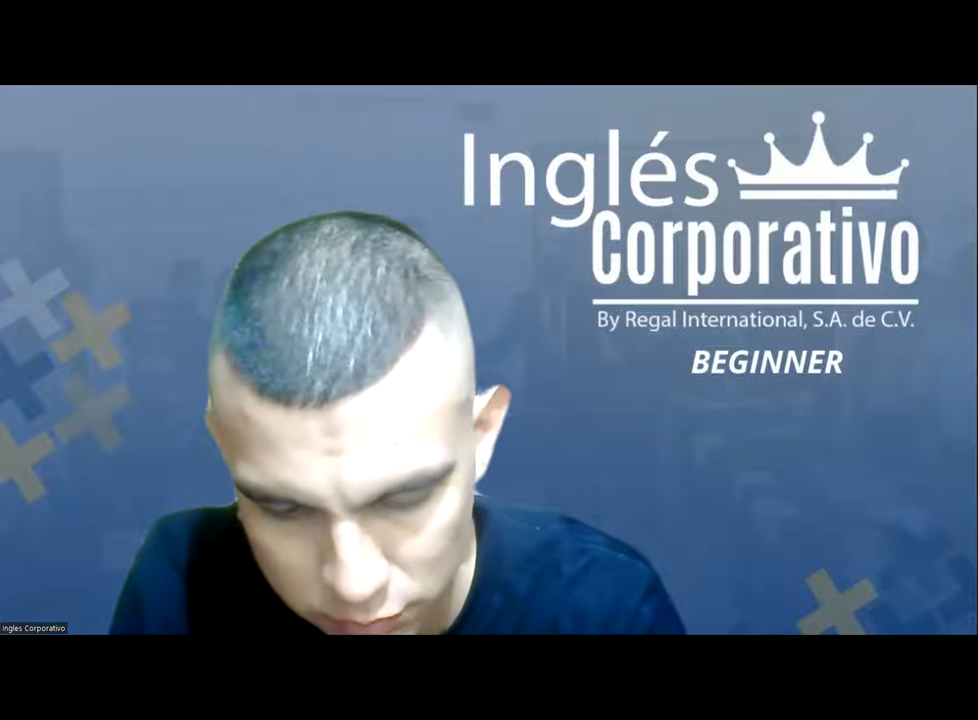 Inglés
Corporativo
By Regal International, S.A. de C.V.
BEGINNER
Ingles Corporativo